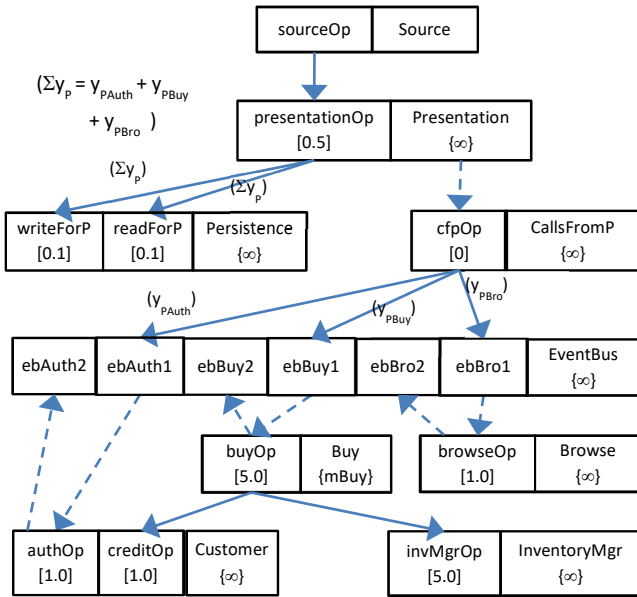 sourceOp Source
(Σy_P = y_PAuth + y_PBuy
+ y_PBro )
presentationOp Presentation
[0.5] {∞}
(Σy_P)
(Σy_P)
writeForP readForP Persistence
[0.1] [0.1] {∞}
cfpOp CallsFromP
[0] {∞}
(y_PAuth) (y_PBuy) (y_PBro)
ebAuth2 ebAuth1 ebBuy2 ebBuy1 ebBro2 ebBro1 EventBus
{∞}
buyOp Buy browseOp Browse
[5.0] {mBuy} [1.0] {∞}
authOp creditOp Customer invMgrOp InventoryMgr
[1.0] [1.0] {∞} [5.0] {∞}